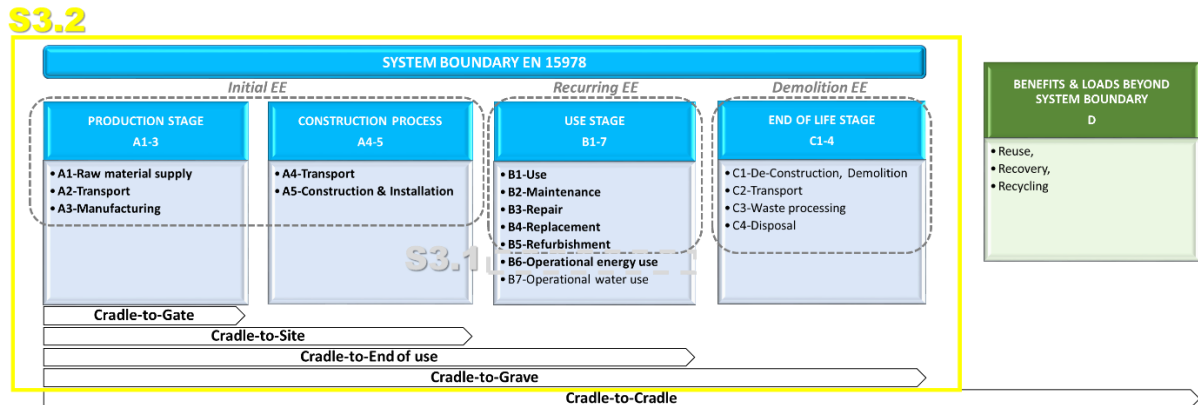 S3.2
SYSTEM BOUNDARY EN 15978
Initial EE
Recurring EE
Demolition EE
PRODUCTION STAGE
A1-3
• A1-Raw material supply
• A2-Transport
• A3-Manufacturing
CONSTRUCTION PROCESS
A4-5
• A4-Transport
• A5-Construction & Installation
USE STAGE
B1-7
• B1-Use
• B2-Maintenance
• B3-Repair
• B4-Replacement
• B5-Refurbishment
• B6-Operational energy use
• B7-Operational water use
S3.1
END OF LIFE STAGE
C1-4
• C1-De-Construction, Demolition
• C2-Transport
• C3-Waste processing
• C4-Disposal
BENEFITS & LOADS BEYOND
SYSTEM BOUNDARY
D
• Reuse,
• Recovery,
• Recycling
Cradle-to-Gate
Cradle-to-Site
Cradle-to-End of use
Cradle-to-Grave
Cradle-to-Cradle